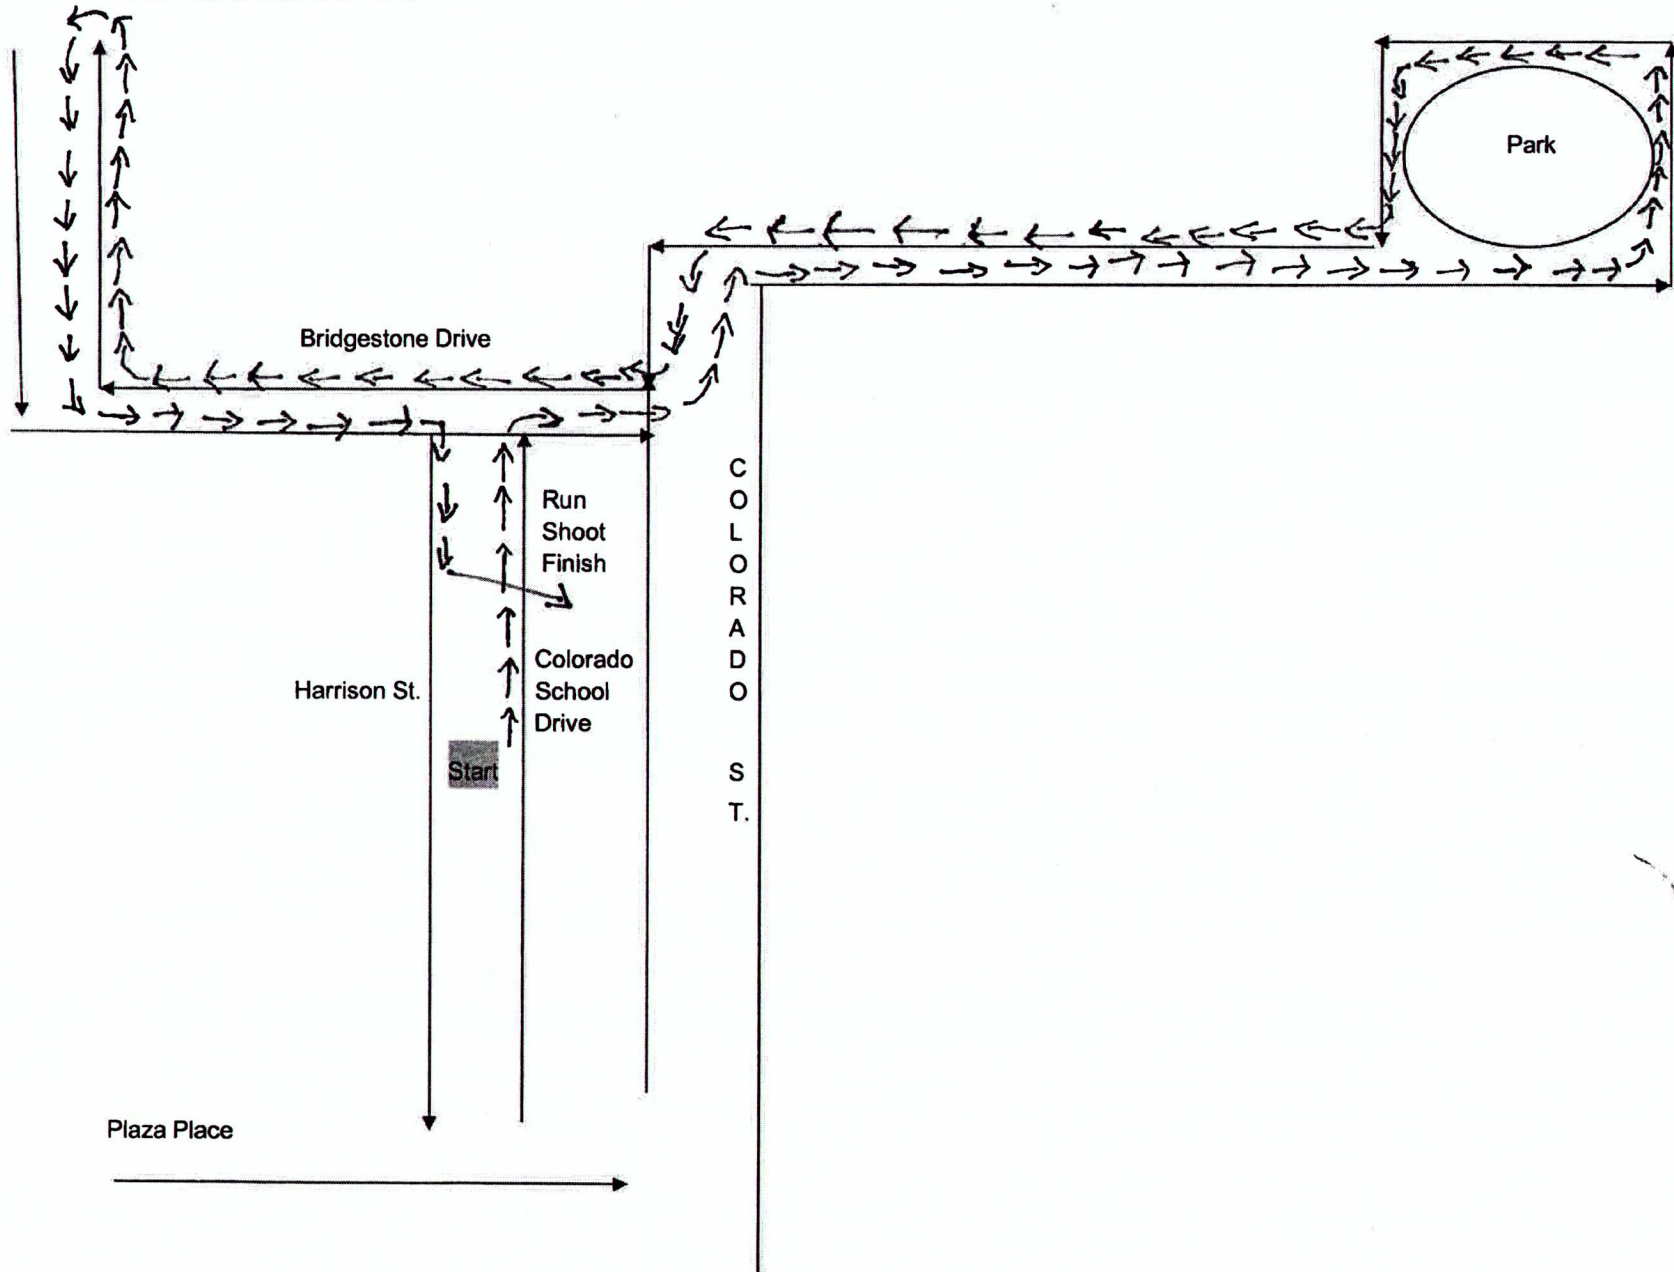 Park
Bridgestone Drive
Run
Shoot
Finish
Colorado
School
Drive
Harrison St.
Start
C
O
L
O
R
A
D
O
S
T.
Plaza Place